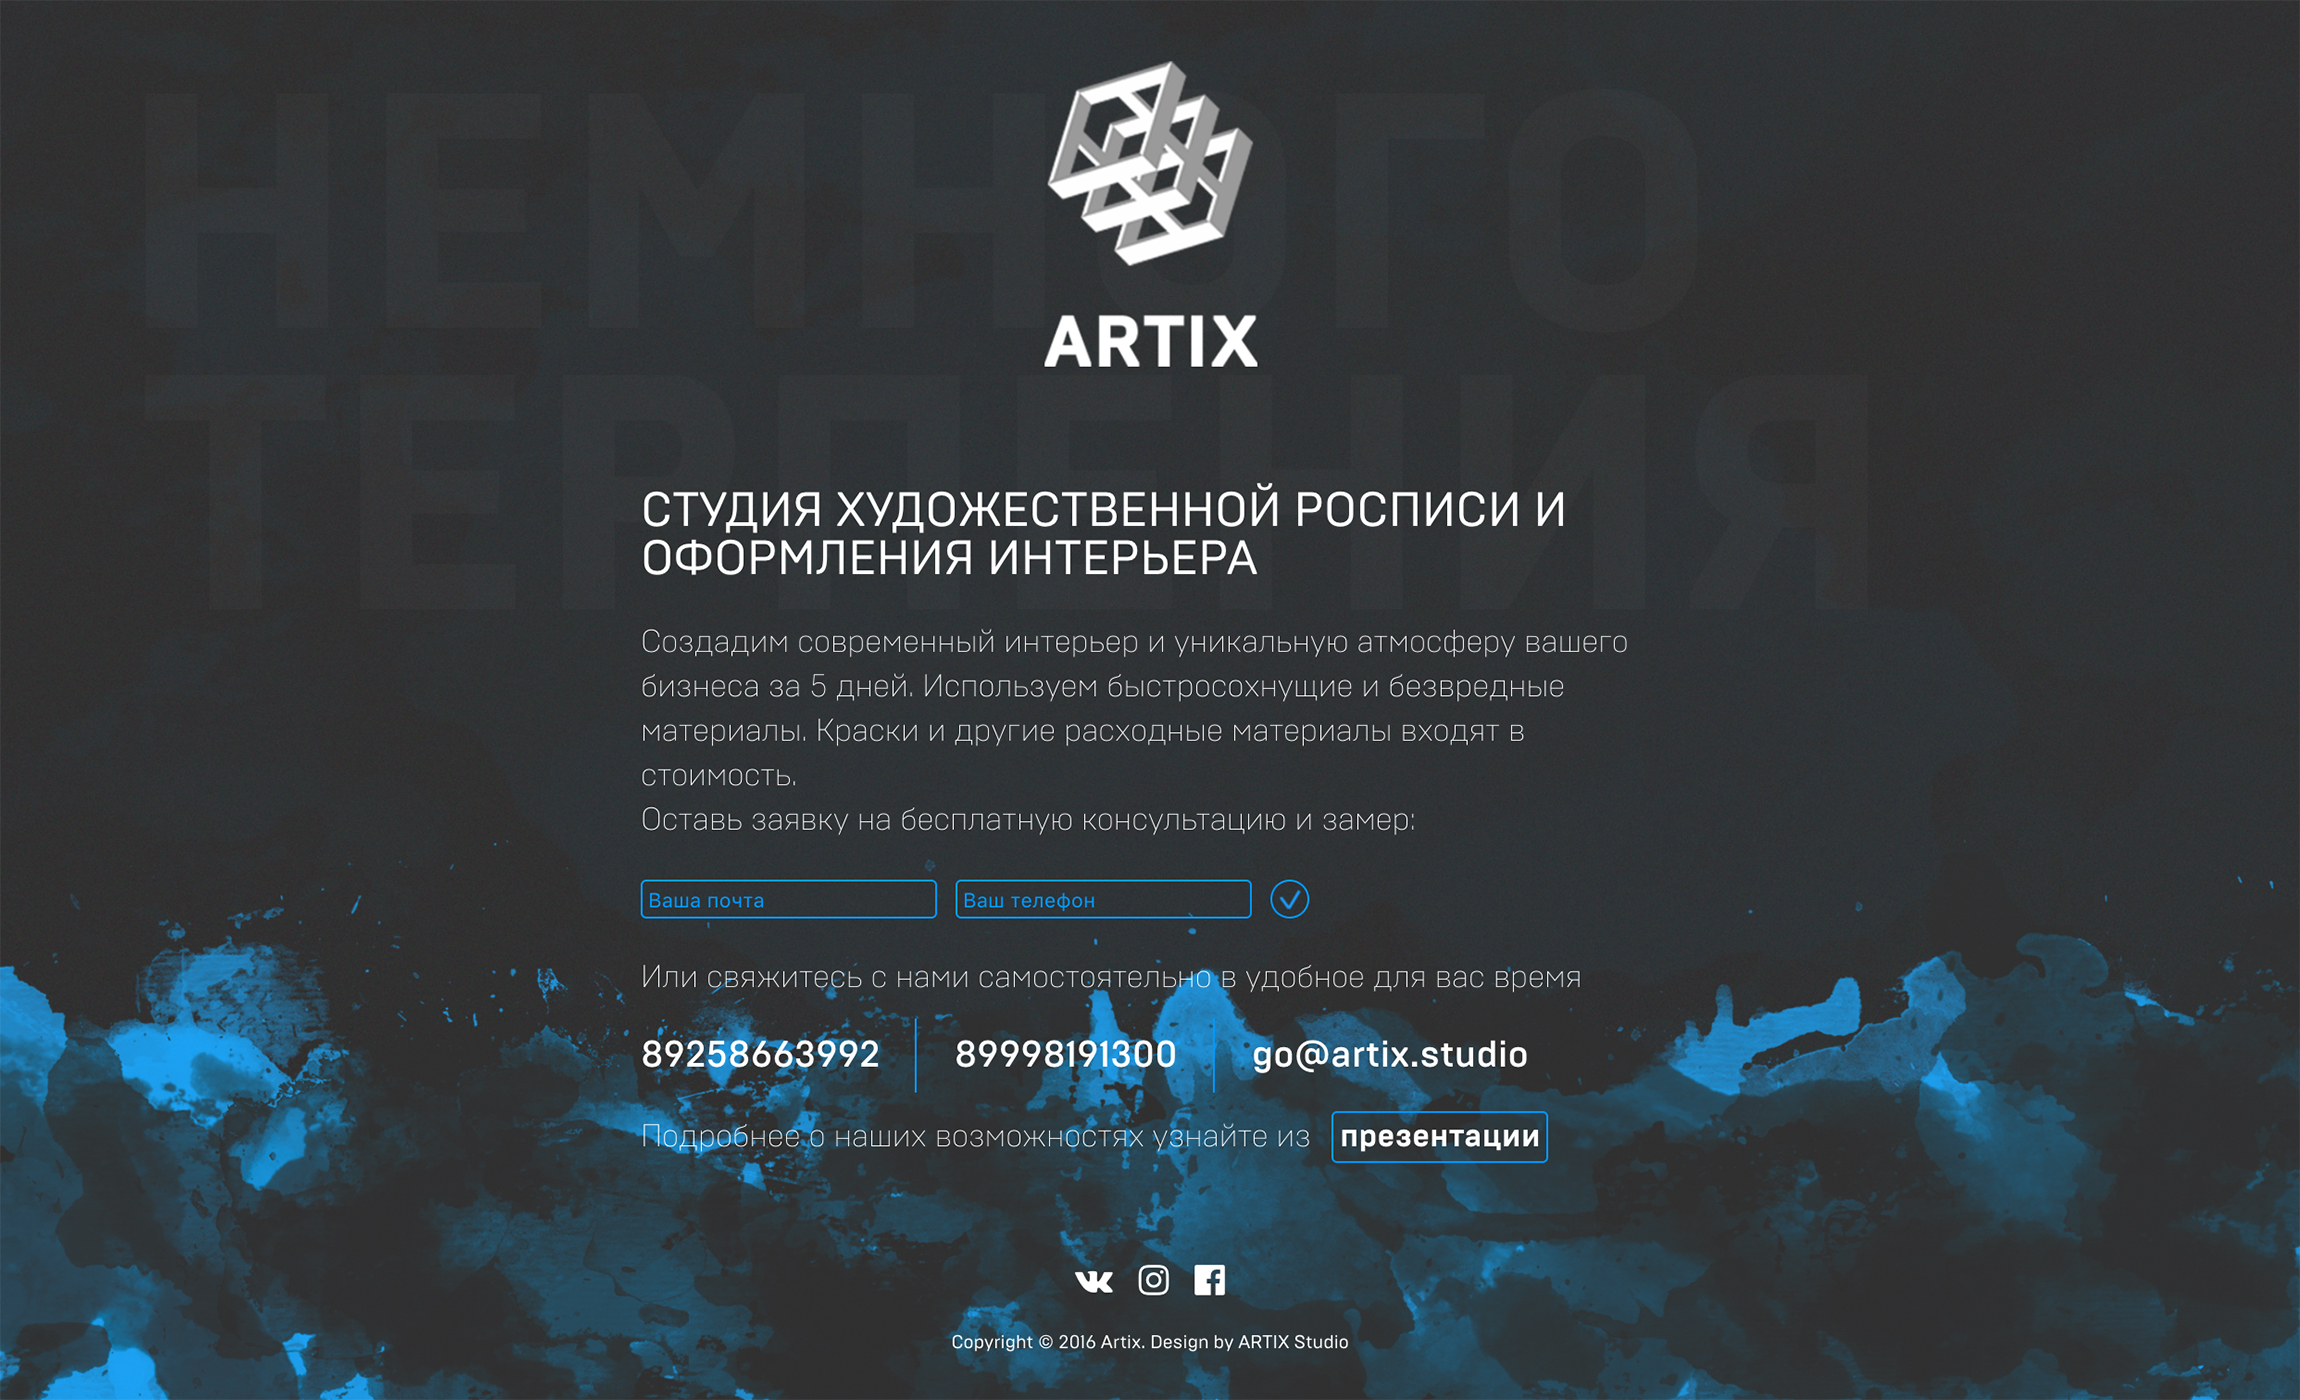 НЕМНОГО
ТЕРПЕНИЯ
ARTIX
СТУДИЯ ХУДОЖЕСТВЕННОЙ РОСПИСИ И
ОФОРМЛЕНИЯ ИНТЕРЬЕРА
Создадим современный интерьер и уникальную атмосферу вашего
бизнеса за 5 дней. Используем быстросохнущие и безвредные
материалы. Краски и другие расходные материалы входят в
стоимость.
Оставь заявку на бесплатную консультацию и замер:
Ваша почта Ваш телефон
Или свяжитесь с нами самостоятельно в удобное для вас время
89258663992 89998191300 go@artix.studio
Подробнее о наших возможностях узнайте из презентации
Copyright © 2016 Artix. Design by ARTIX Studio